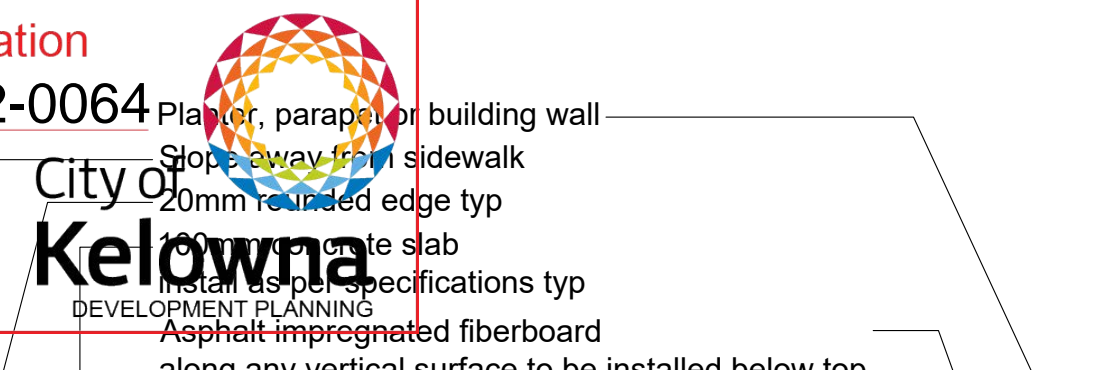 ation
2-0064
Planter, parapet or building wall
Slope away from sidewalk
City of
20mm rounded edge typ
Kelowna
100mm concrete slab
install as per specifications typ
DEVELOPMENT PLANNING
Asphalt impregnated fiberboard
along any vertical surface to be installed below top